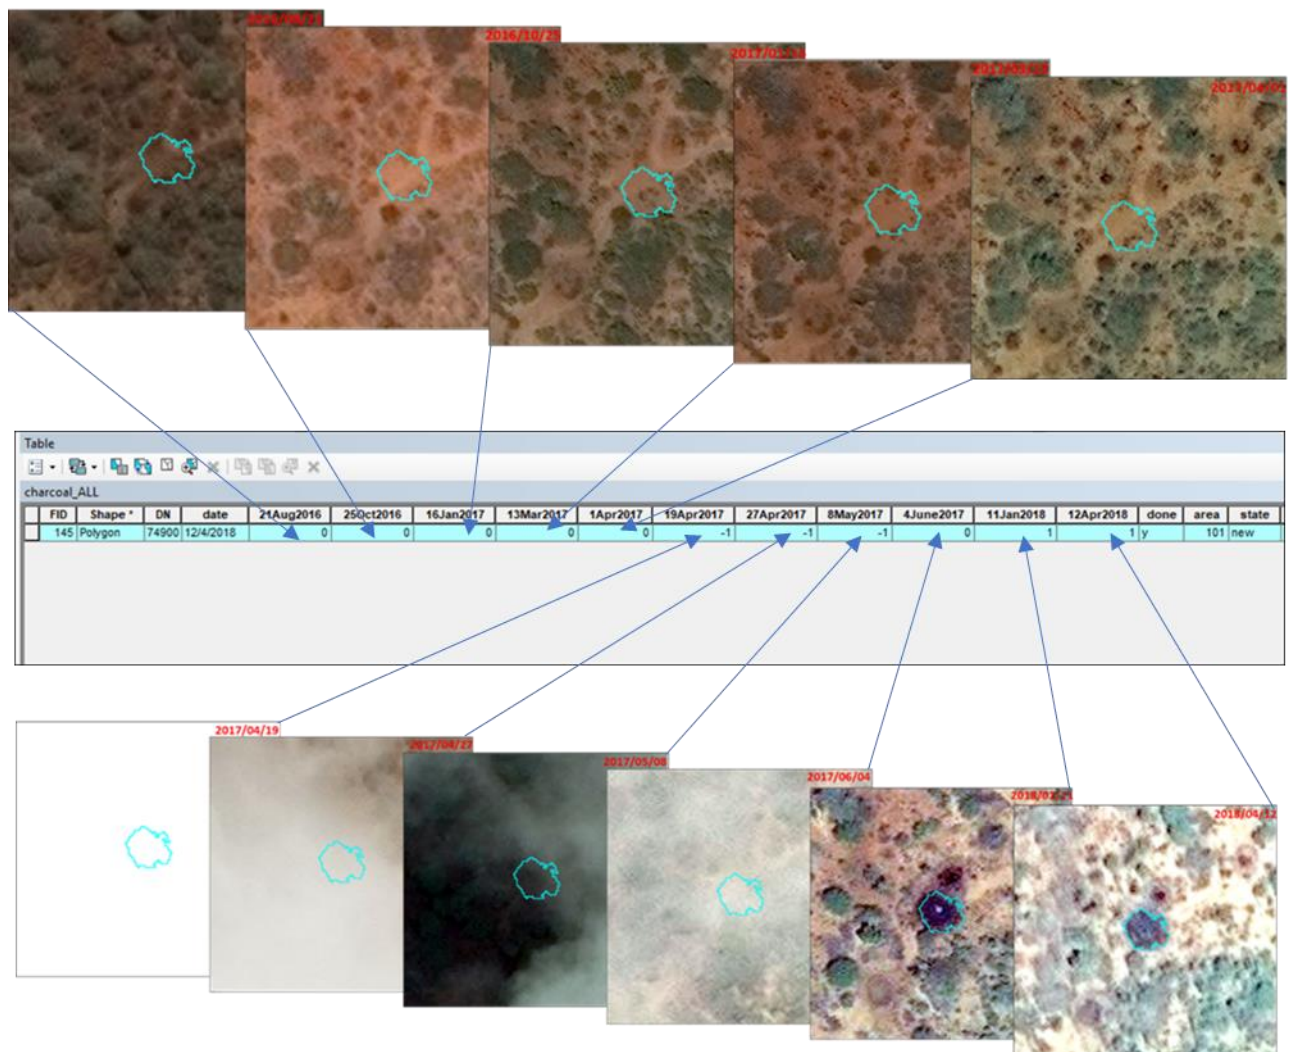 2016/10/25
2017/04/01
Table
charcoal_ALL
FID Shape * DN date 21Aug2016 25Oct2016 16Jan2017 13Mar2017 1Apr2017 19Apr2017 27Apr2017 8May2017 4June2017 11Jan2018 12Apr2018 done area state
145 Polygon 74900 12/4/2018 0 0 0 0 0 -1 -1 -1 0 1 1 y 101 new
2017/04/19
2017/04/27
2017/05/08
2017/06/04
2018/04/12